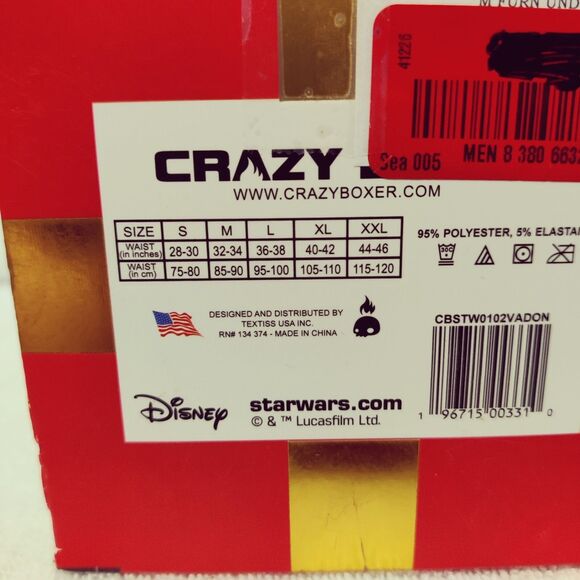 M FURN UND
41226
Sea 005 MEN 8 380 6632
CRAZY
WWW.CRAZYBOXER.COM
SIZE S M L XL XXL
WAIST (in inches) 28-30 32-34 36-38 40-42 44-46
WAIST (in cm) 75-80 85-90 95-100 105-110 115-120
95% POLYESTER, 5% ELASTAN
DESIGNED AND DISTRIBUTED BY
TEXTISS USA INC.
RN# 134 374 - MADE IN CHINA
CBSTW0102VADON
1 96715 00331 0
Disney
starwars.com
© & ™ Lucasfilm Ltd.